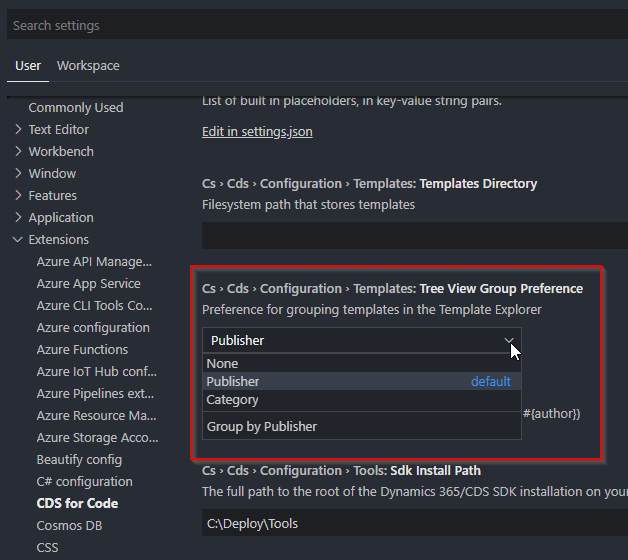 Search settings
User Workspace
Commonly Used
Text Editor
Workbench
Window
Features
Application
Extensions
Azure API Manage...
Azure App Service
Azure CLI Tools Co...
Azure configuration
Azure Functions
Azure IoT Hub conf...
Azure Pipelines ext...
Azure Resource Ma...
Azure Storage Acco...
Beautify config
C# configuration
CDS for Code
Cosmos DB
CSS
List of built in placeholders, in key-value string pairs.
Edit in settings.json
Cs › Cds › Configuration › Templates: Templates Directory
Filesystem path that stores templates
Cs › Cds › Configuration › Templates: Tree View Group Preference
Preference for grouping templates in the Template Explorer
Publisher
None
Publisher default
Category
Group by Publisher
#{author})
Cs › Cds › Configuration › Tools: Sdk Install Path
The full path to the root of the Dynamics 365/CDS SDK installation on your
C:\Deploy\Tools